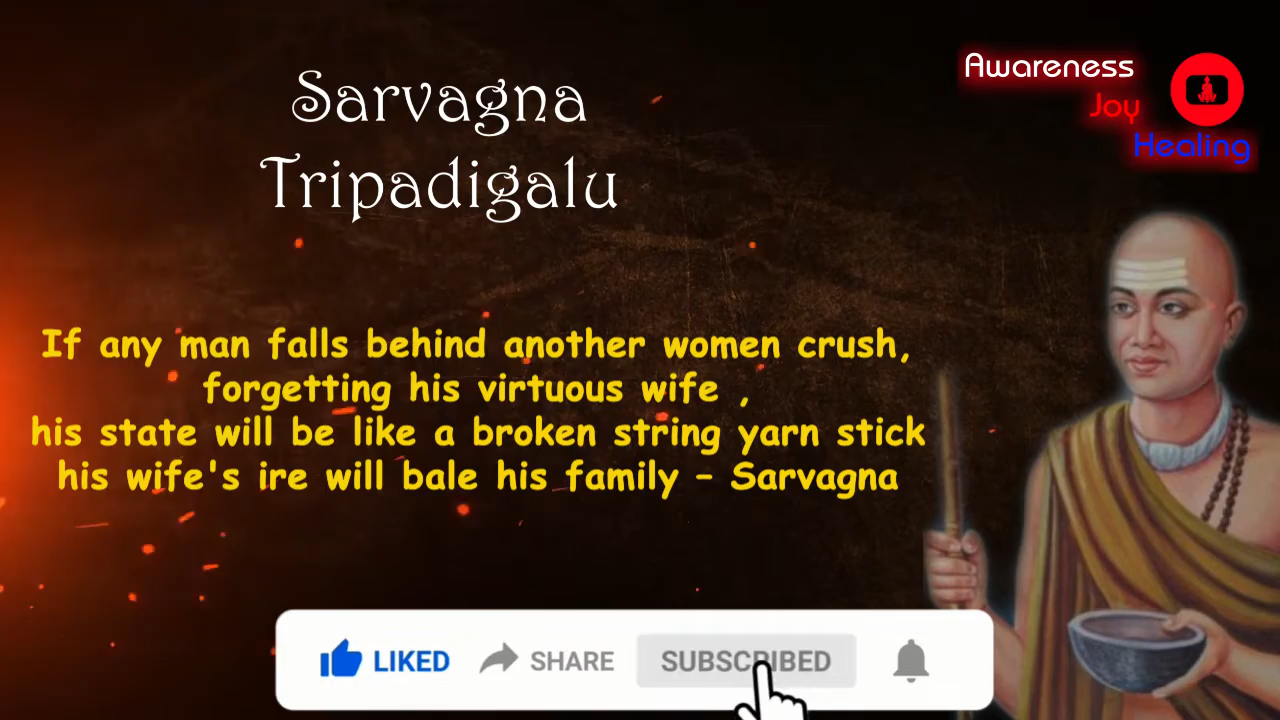 Sarvagna
Tripadigalu
Awareness
Joy
Healing
If any man falls behind another women crush,
forgetting his virtuous wife ,
his state will be like a broken string yarn stick
his wife's ire will bale his family – Sarvagna
LIKED SHARE SUBSCRIBED